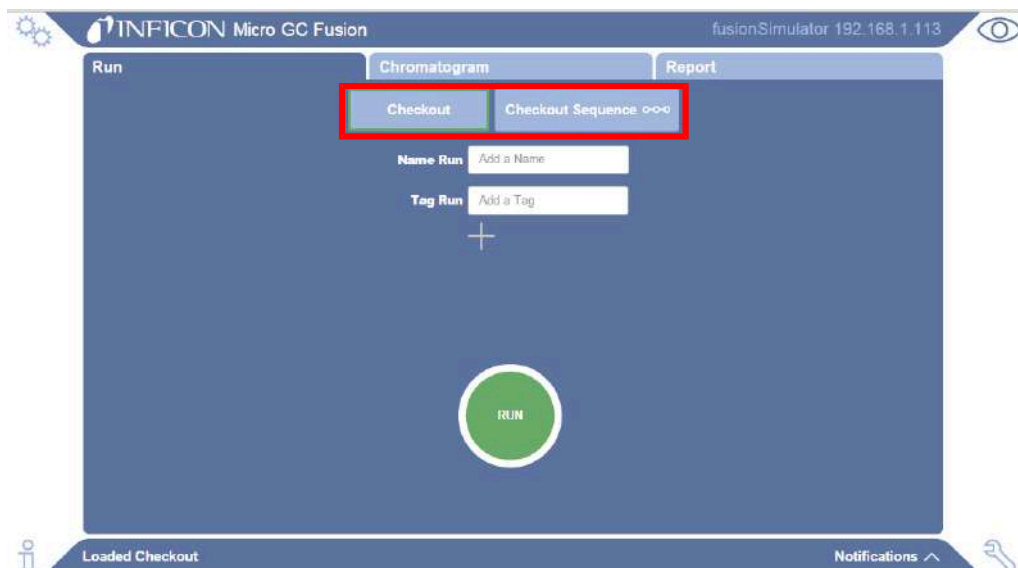 INFICON Micro GC Fusion fusionSimulator 192.168.1.113
Run Chromatogram Report
Checkout Checkout Sequence
Name Run Add a Name
Tag Run Add a Tag
RUN
Loaded Checkout Notifications